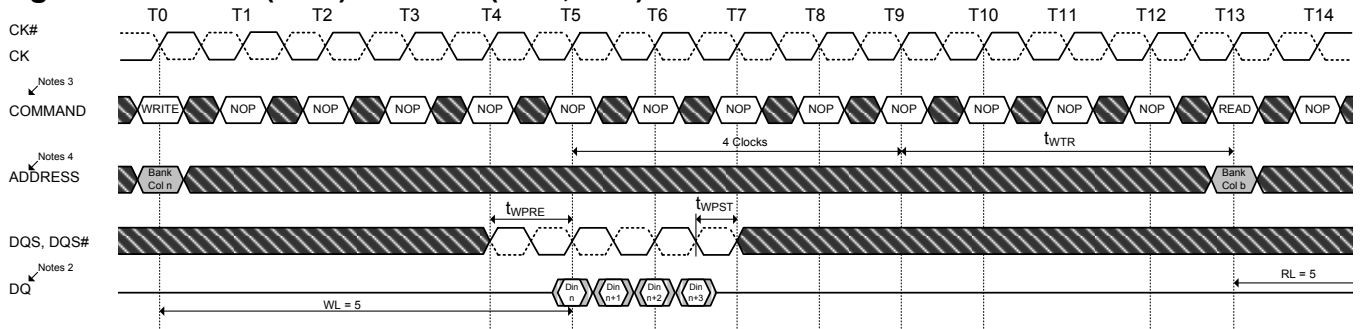 T0 T1 T2 T3 T4 T5 T6 T7 T8 T9 T10 T11 T12 T13 T14
CK#
CK
Notes 3
COMMAND WRITE NOP NOP NOP NOP NOP NOP NOP NOP NOP NOP NOP NOP READ NOP
4 Clocks tWTR
Notes 4
ADDRESS
Bank
Col n
Bank
Col b
tWPRE tWPST
DQS, DQS#
Notes 2
DQ
Din
n
Din
n+1
Din
n+2
Din
n+3
RL = 5
WL = 5